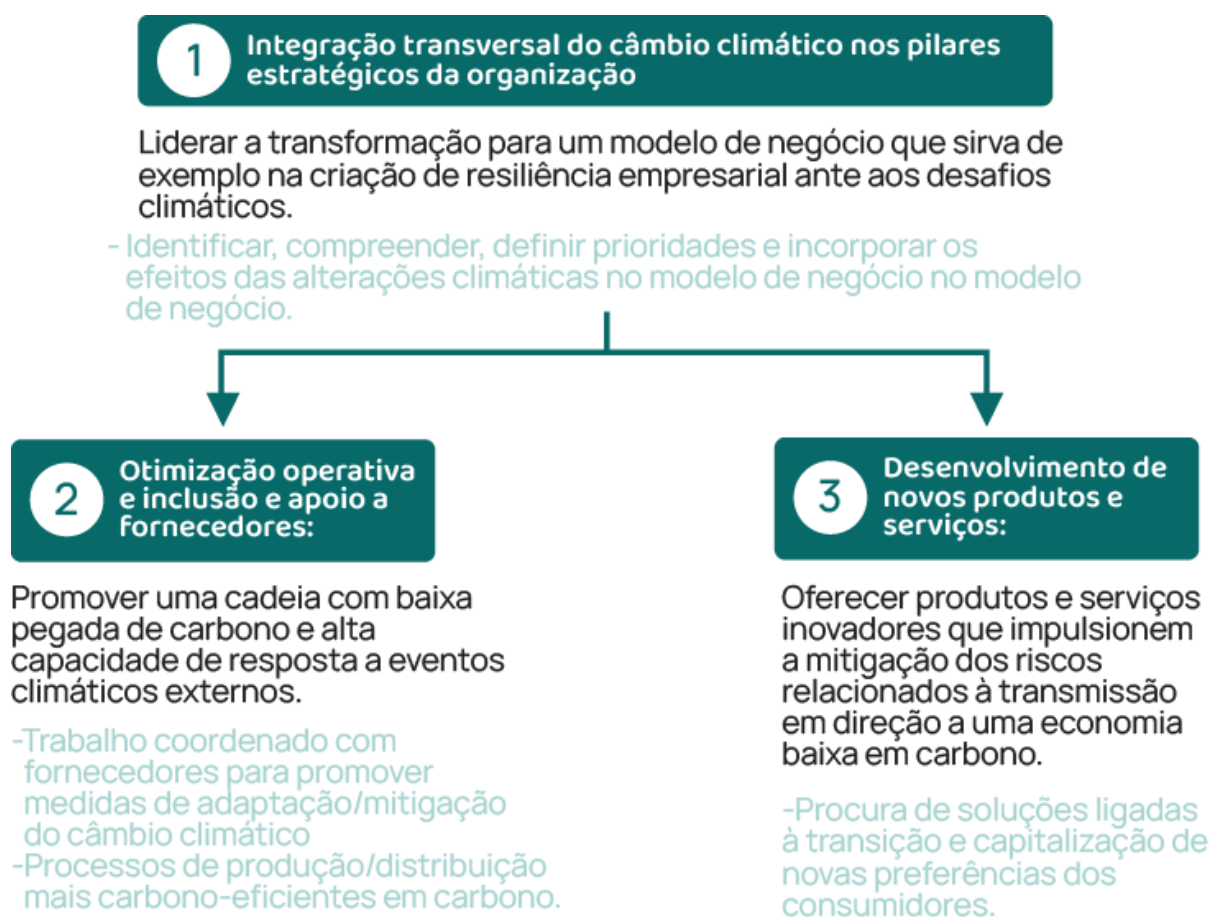 1
Integração transversal do câmbio climático nos pilares
estratégicos da organização
Liderar a transformação para um modelo de negócio que sirva de
exemplo na criação de resiliência empresarial ante aos desafios
climáticos.
- Identificar, compreender, definir prioridades e incorporar os
efeitos das alterações climáticas no modelo de negócio no modelo
de negócio.
2
Otimização operativa
e inclusão e apoio a
fornecedores:
Promover uma cadeia com baixa
pegada de carbono e alta
capacidade de resposta a eventos
climáticos externos.
-Trabalho coordenado com
fornecedores para promover
medidas de adaptação/mitigação
do câmbio climático
-Processos de produção/distribuição
mais carbono-eficientes em carbono.
3
Desenvolvimento de
novos produtos e
serviços:
Oferecer produtos e serviços
inovadores que impulsionem
a mitigação dos riscos
relacionados à transmissão
em direção a uma economia
baixa em carbono.
-Procura de soluções ligadas
à transição e capitalização de
novas preferências dos
consumidores.